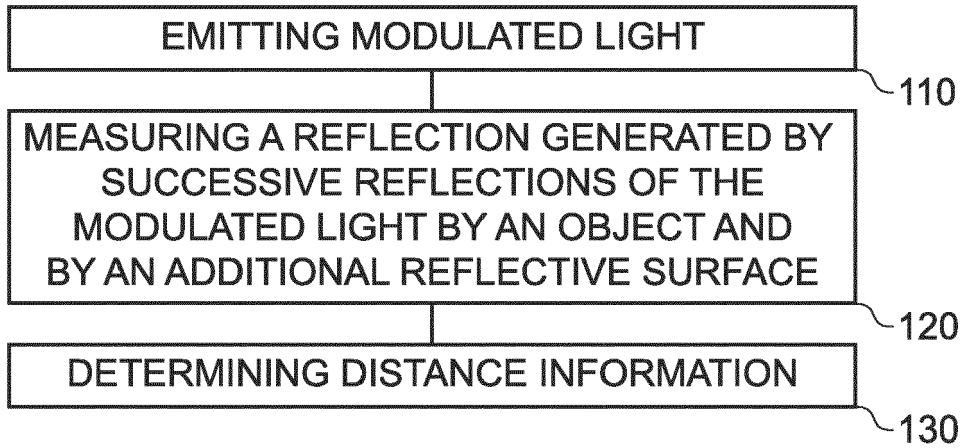 EMITTING MODULATED LIGHT
110
MEASURING A REFLECTION GENERATED BY
SUCCESSIVE REFLECTIONS OF THE
MODULATED LIGHT BY AN OBJECT AND
BY AN ADDITIONAL REFLECTIVE SURFACE
120
DETERMINING DISTANCE INFORMATION
130